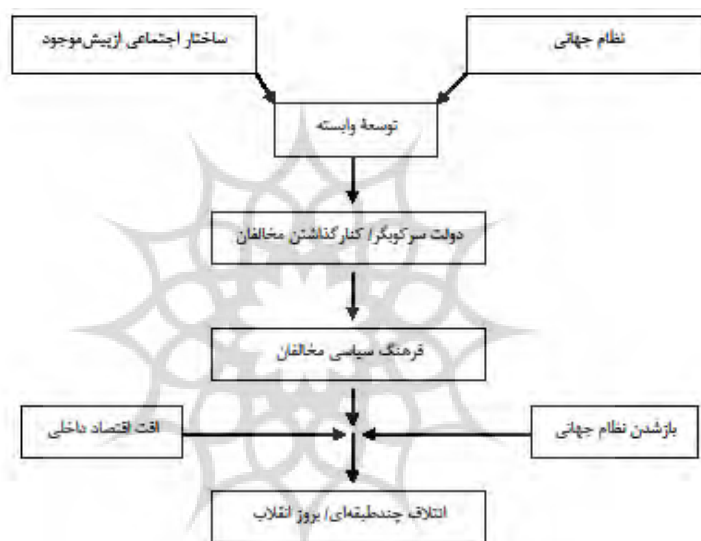 نظام جهانی
ساختار اجتماعی ازپیش‌موجود
توسعهٔ وابسته
دولت سرکوبگر/ کنارگذاشتن مخالفان
فرهنگ سیاسی مخالفان
بازشدن نظام جهانی
افت اقتصاد داخلی
ائتلاف چندطبقه‌ای/ بروز انقلاب